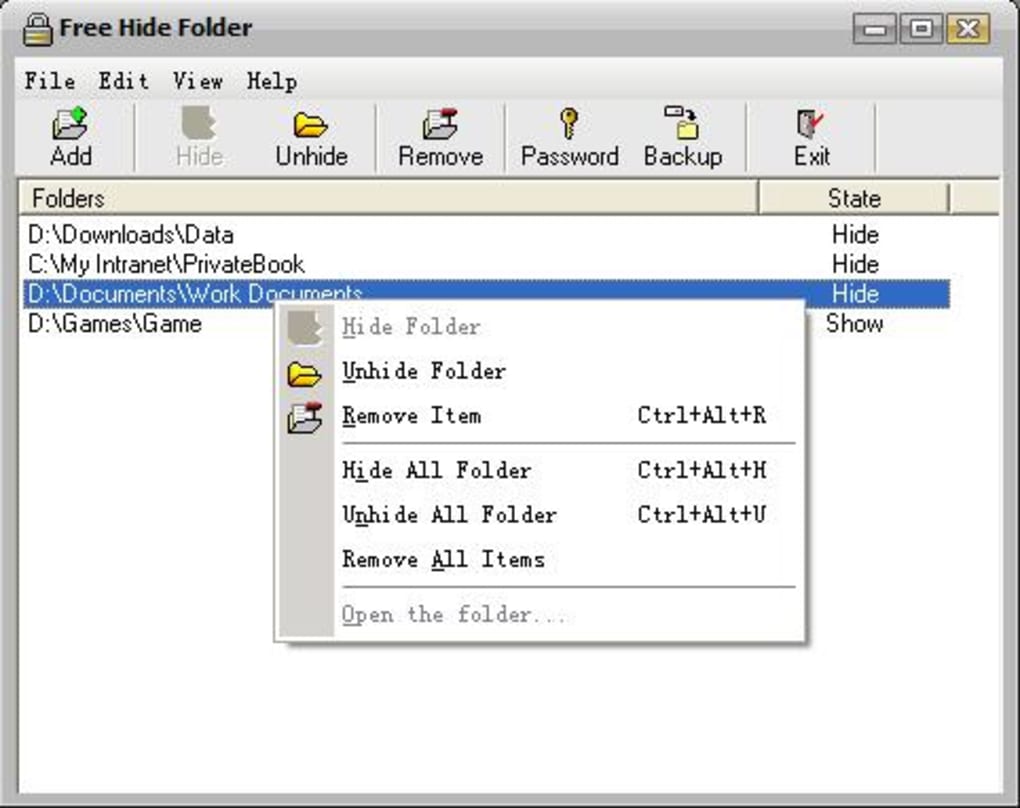 Free Hide Folder
File Edit View Help
Add Hide Unhide Remove Password Backup Exit
Folders State
D:\Downloads\Data Hide
C:\My Intranet\PrivateBook Hide
D:\Documents\Work Documents Hide
D:\Games\Game Show
Hide Folder
Unhide Folder
Remove Item Ctrl+Alt+R
Hide All Folder Ctrl+Alt+H
Unhide All Folder Ctrl+Alt+U
Remove All Items
Open the folder...